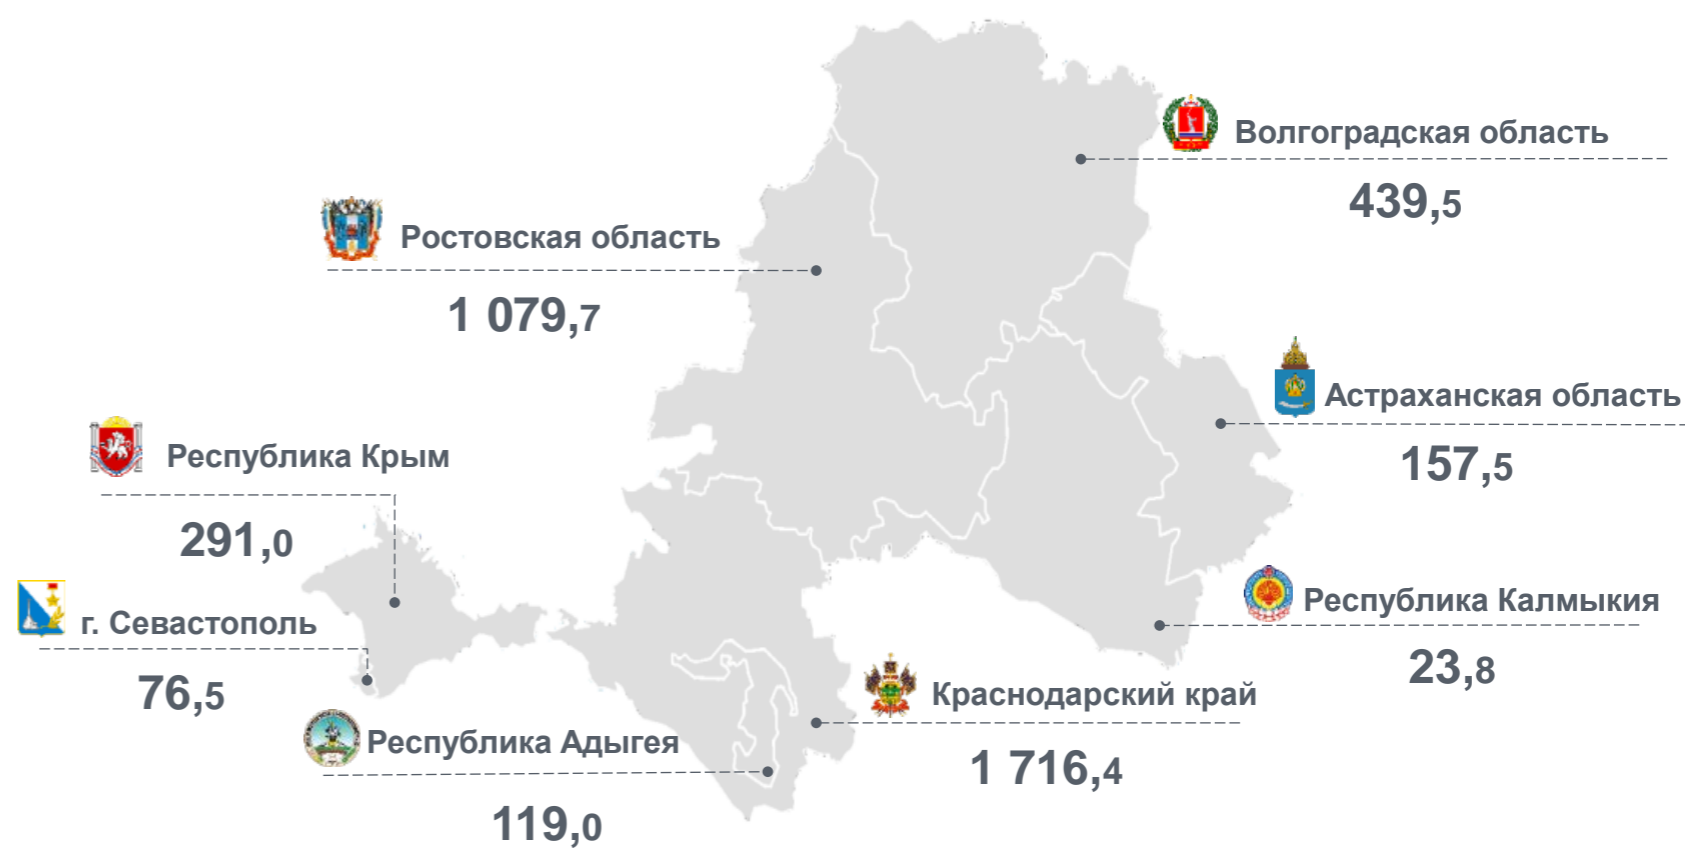 Волгоградская область
439,5
Ростовская область
1 079,7
Астраханская область
157,5
Республика Крым
291,0
г. Севастополь
76,5
Республика Калмыкия
23,8
Краснодарский край
1 716,4
Республика Адыгея
119,0